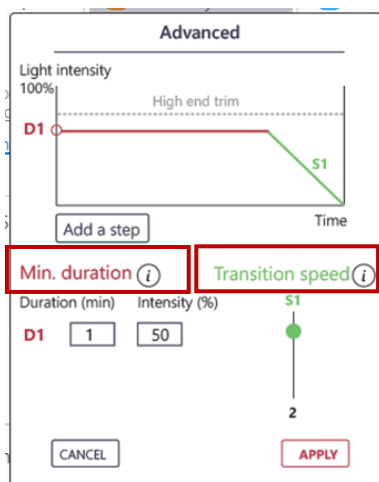 Advanced
Light intensity
100%
High end trim
D1
S1
Time
Add a step
Min. duration i
Transition speed i
Duration (min) Intensity (%)
S1
D1 1 50
2
CANCEL
APPLY